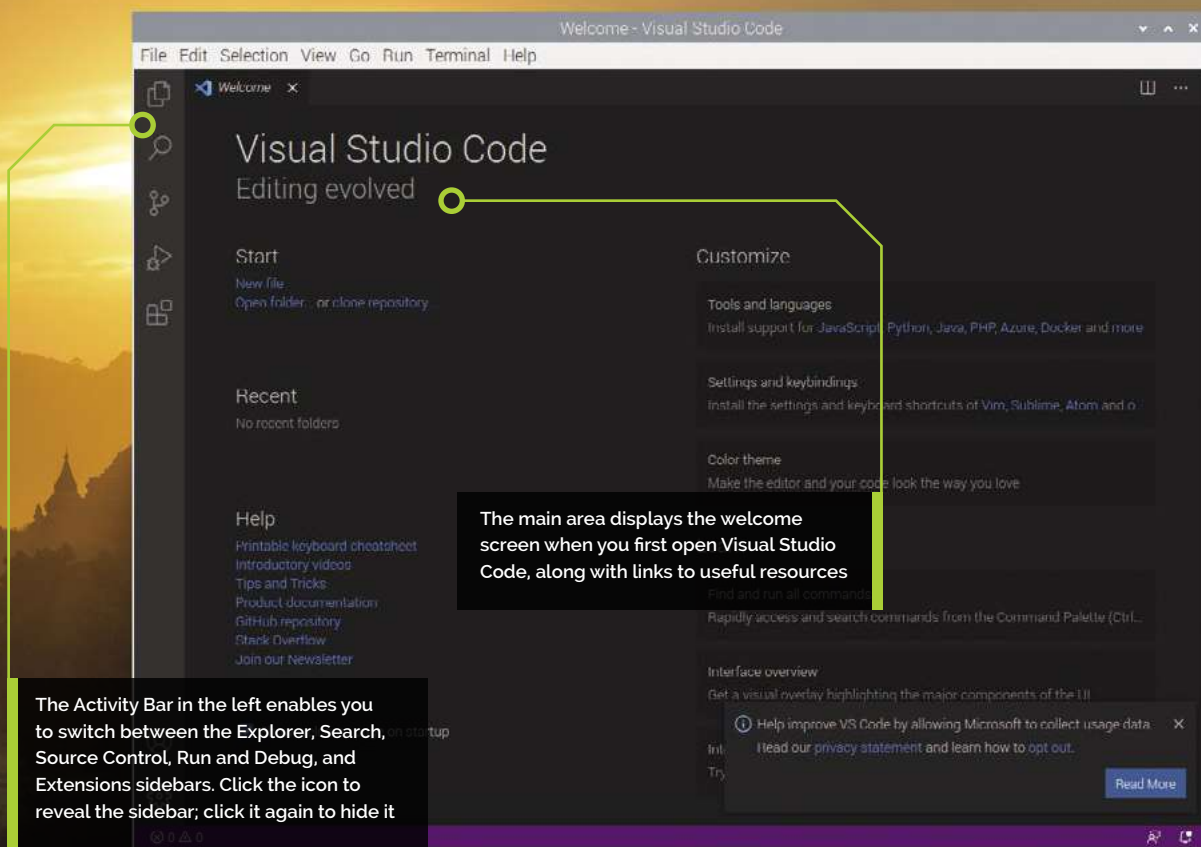 Welcome - Visual Studio Code
File Edit Selection View Go Run Terminal Help
Welcome
Visual Studio Code
Editing evolved
Start
New file
Open folder... or clone repository...
Recent
No recent folders
Help
Printable keyboard cheatsheet
Introductory videos
Tips and Tricks
Product documentation
GitHub repository
Stack Overflow
Join our Newsletter
on startup
Customize
Tools and languages
Install support for JavaScript, Python, Java, PHP, Azure, Docker and more
Settings and keybindings
Install the settings and keyboard shortcuts of Vim, Sublime, Atom and o
Color theme
Make the editor and your code look the way you love
Find and run all commands
Rapidly access and search commands from the Command Palette (Ctrl...
Interface overview
Get a visual overlay highlighting the major components of the UI
Int
Try
Help improve VS Code by allowing Microsoft to collect usage data.
Read our privacy statement and learn how to opt out.
Read More
The main area displays the welcome
screen when you first open Visual Studio
Code, along with links to useful resources
The Activity Bar in the left enables you
to switch between the Explorer, Search,
Source Control, Run and Debug, and
Extensions sidebars. Click the icon to
reveal the sidebar; click it again to hide it
0 0